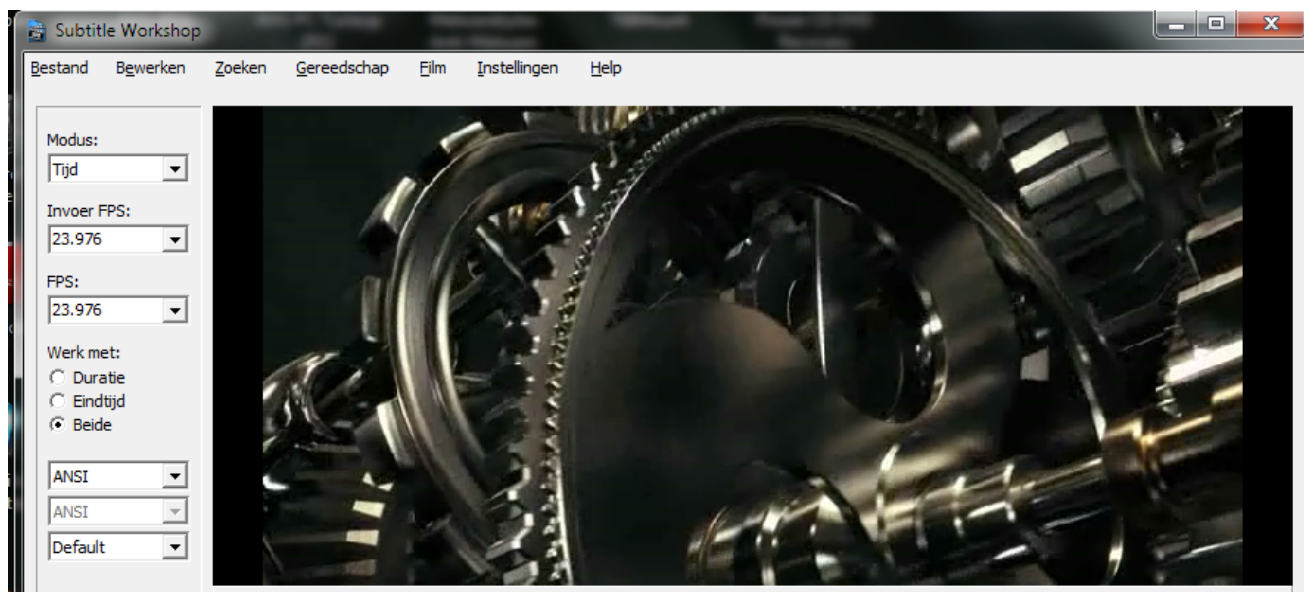 Subtitle Workshop
Bestand Bewerken Zoeken Gereedschap Film Instellingen Help
Modus:
Tijd
Invoer FPS:
23.976
FPS:
23.976
Werk met:
Duratie
Eindtijd
Beide
ANSI
ANSI
Default